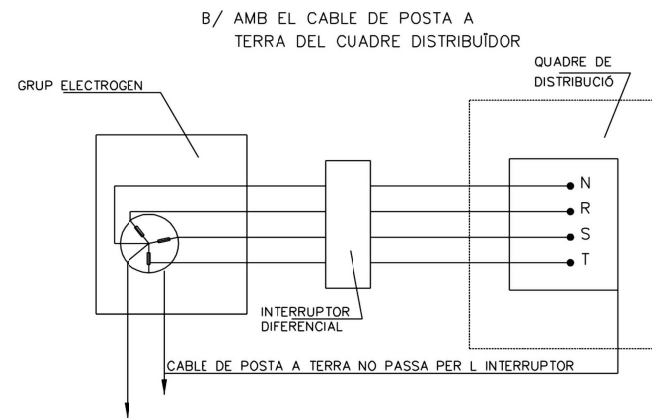 B/ AMB EL CABLE DE POSTA A
TERRA DEL CUADRE DISTRIBUÏDOR
QUADRE DE
DISTRIBUCIÓ
GRUP ELECTROGEN
N
R
S
T
INTERRUPTOR
DIFERENCIAL
CABLE DE POSTA A TERRA NO PASSA PER L INTERRUPTOR